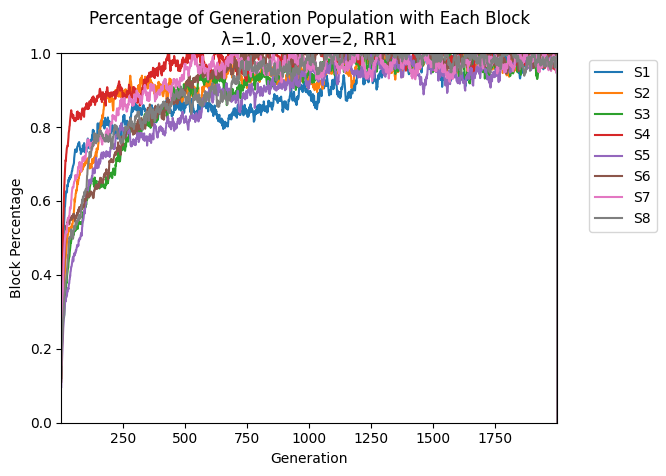 Percentage of Generation Population with Each Block
λ=1.0, xover=2, RR1
1.0
0.8
0.6
0.4
0.2
0.0
Block Percentage
250
500
750
1000
1250
1500
1750
Generation
S1
S2
S3
S4
S5
S6
S7
S8